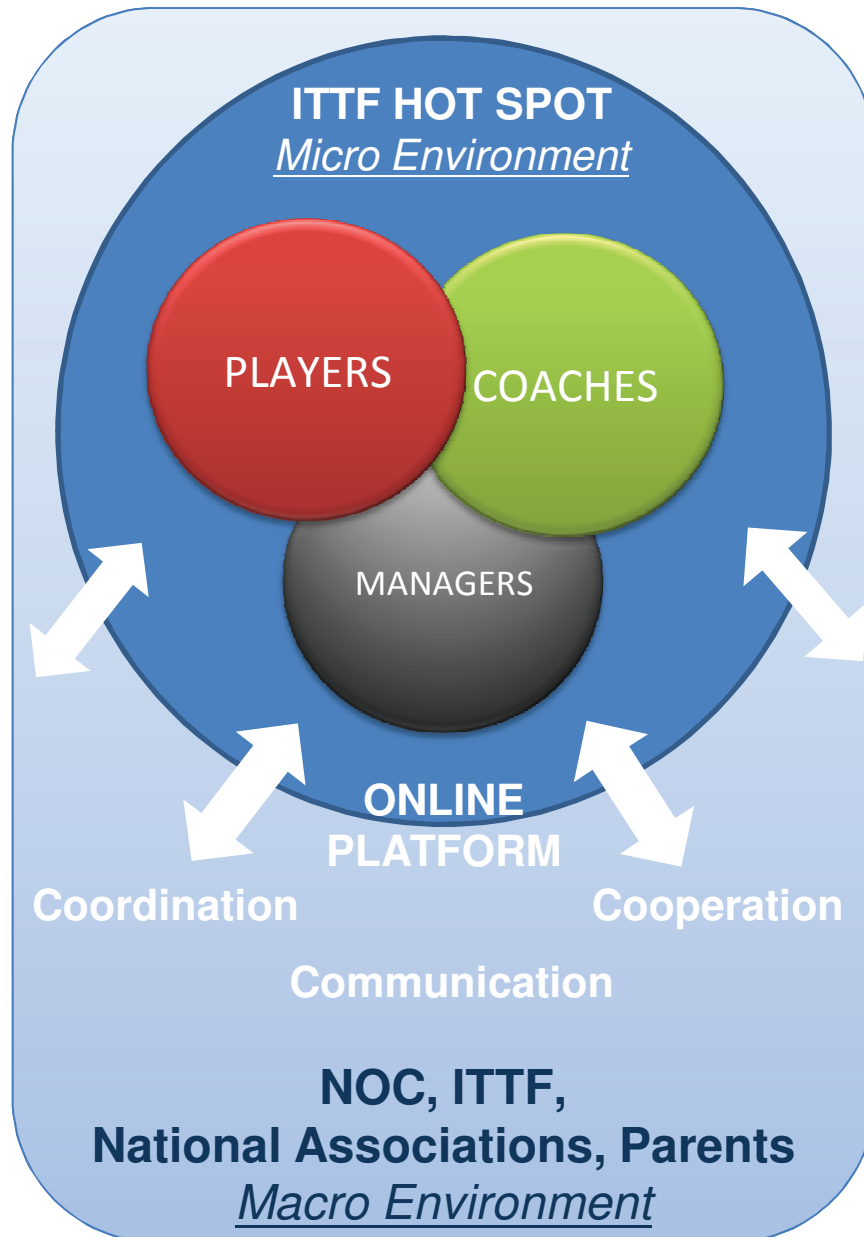 ITTF HOT SPOT
Micro Environment
PLAYERS
COACHES
MANAGERS
ONLINE
PLATFORM
Coordination
Cooperation
Communication
NOC, ITTF,
National Associations, Parents
Macro Environment